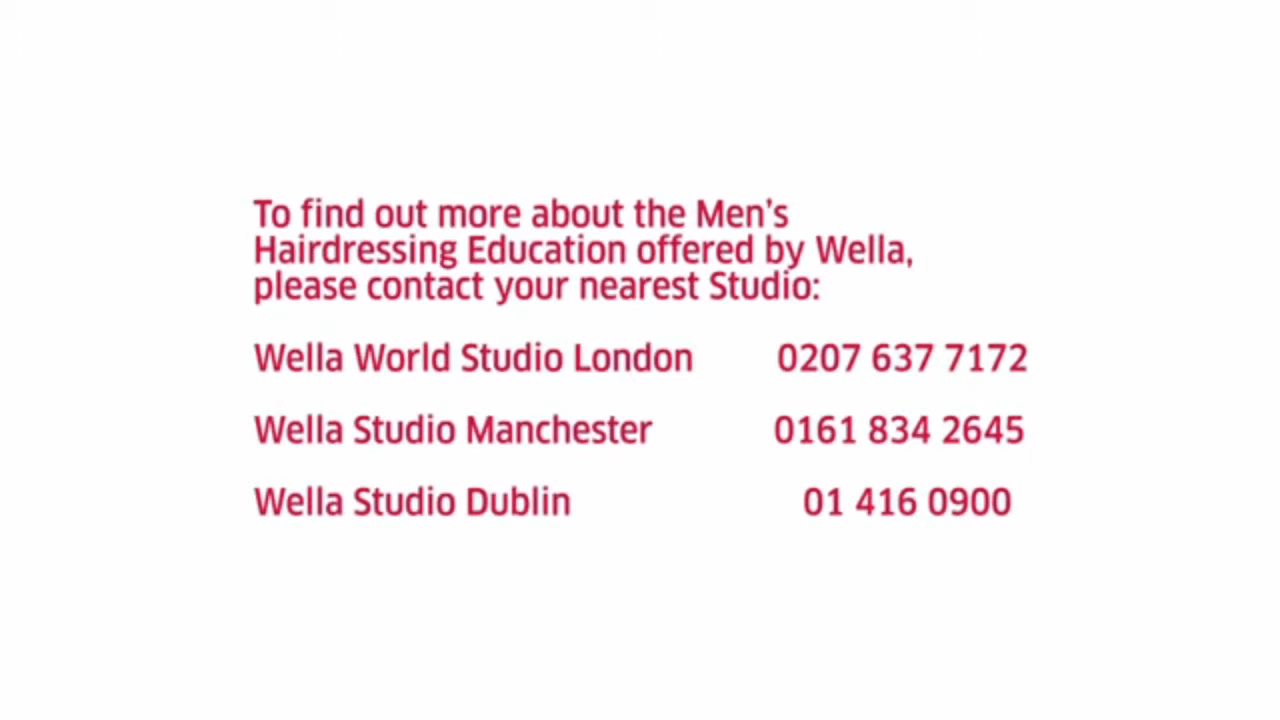 To find out more about the Men's
Hairdressing Education offered by Wella,
please contact your nearest Studio:
Wella World Studio London 0207 637 7172
Wella Studio Manchester 0161 834 2645
Wella Studio Dublin 01 416 0900